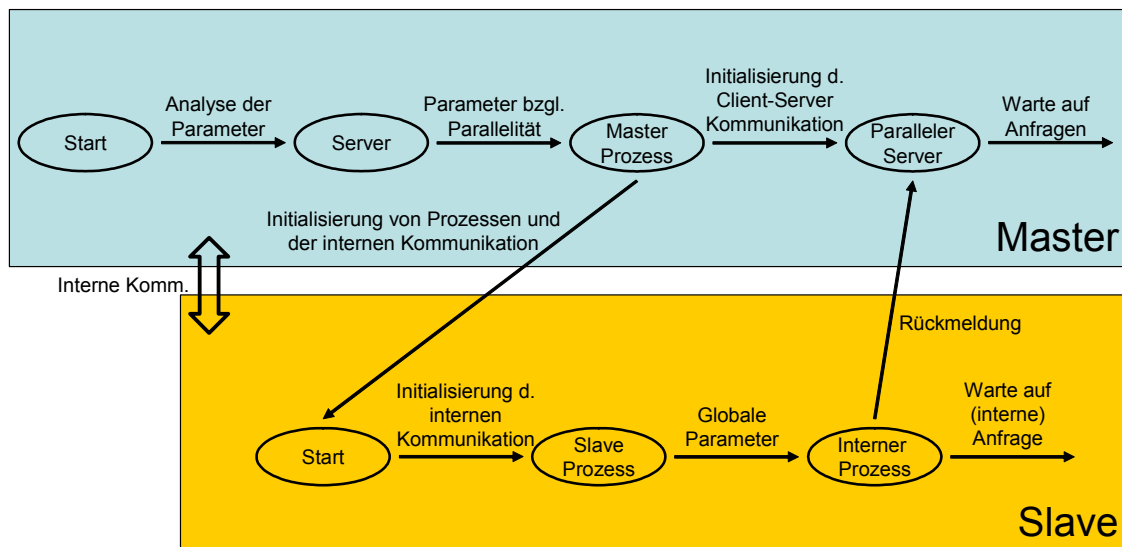 Analyse der
Parameter
Parameter bzgl.
Parallelität
Initialisierung d.
Client-Server
Kommunikation
Warte auf
Anfragen
Start
Server
Master
Prozess
Paralleler
Server
Initialisierung von Prozessen und
der internen Kommunikation
Master
Interne Komm.
Rückmeldung
Initialisierung d.
internen
Kommunikation
Globale
Parameter
Warte auf
(interne)
Anfrage
Start
Slave
Prozess
Interner
Prozess
Slave